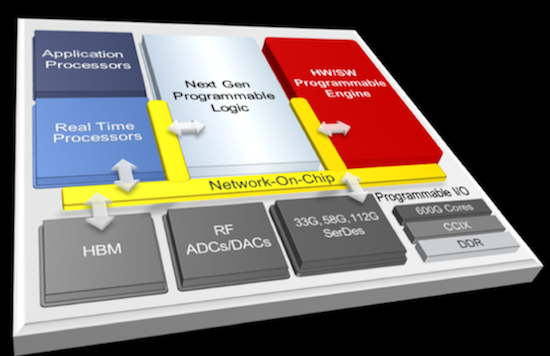 Application
Processors
Next Gen
Programmable
Logic
HW/SW
Programmable
Engine
Real Time
Processors
Network-On-Chip
Programmable I/O
HBM
RF
ADCs/DACs
33G, 58G, 112G
SerDes
600G Cores
CCIX
DDR